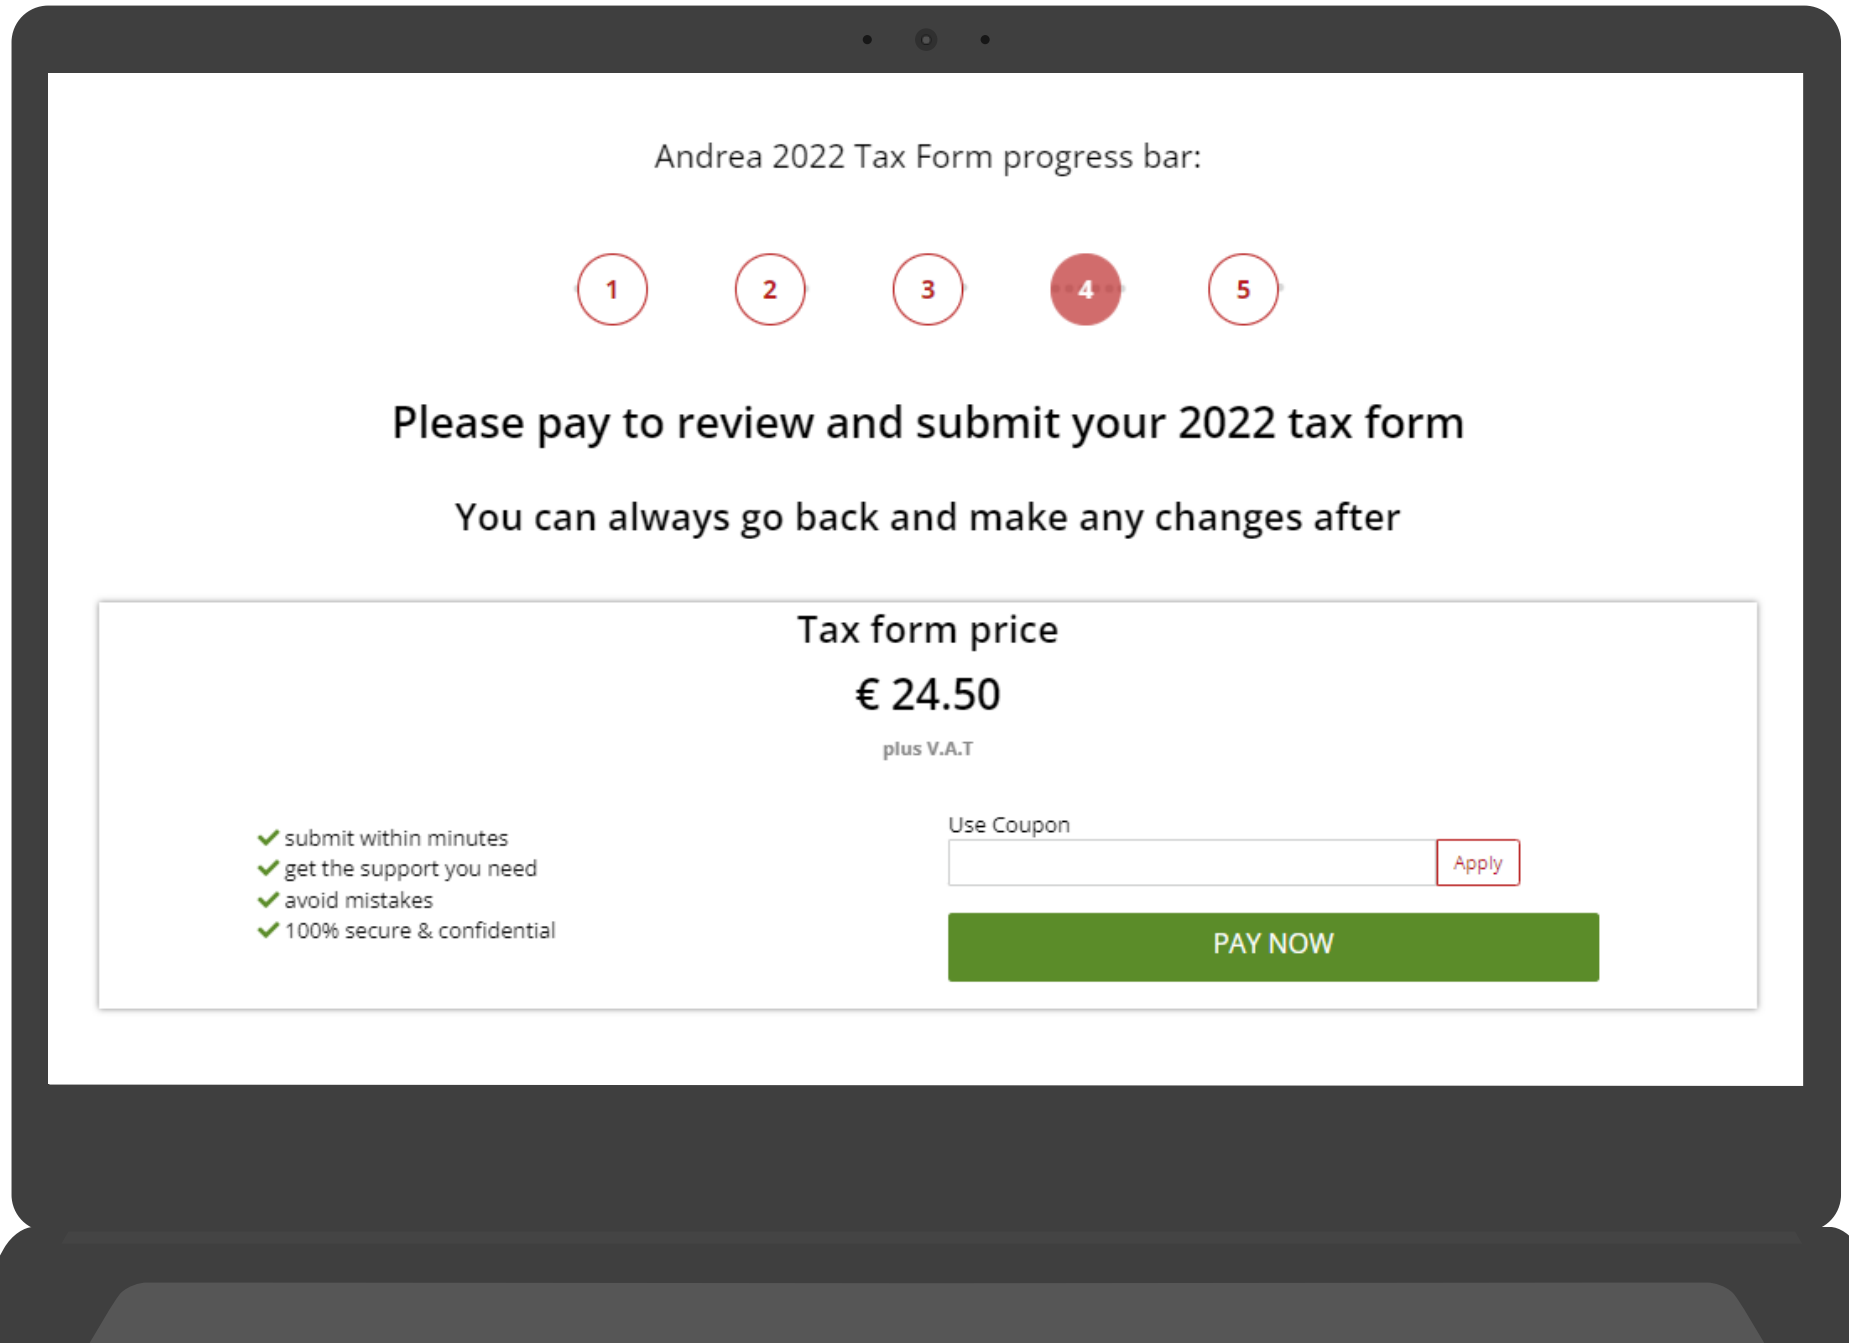 Andrea 2022 Tax Form progress bar:
1 2 3 4 5
Please pay to review and submit your 2022 tax form
You can always go back and make any changes after
Tax form price
€ 24.50
plus V.A.T
submit within minutes
get the support you need
avoid mistakes
100% secure & confidential
Use Coupon
Apply
PAY NOW